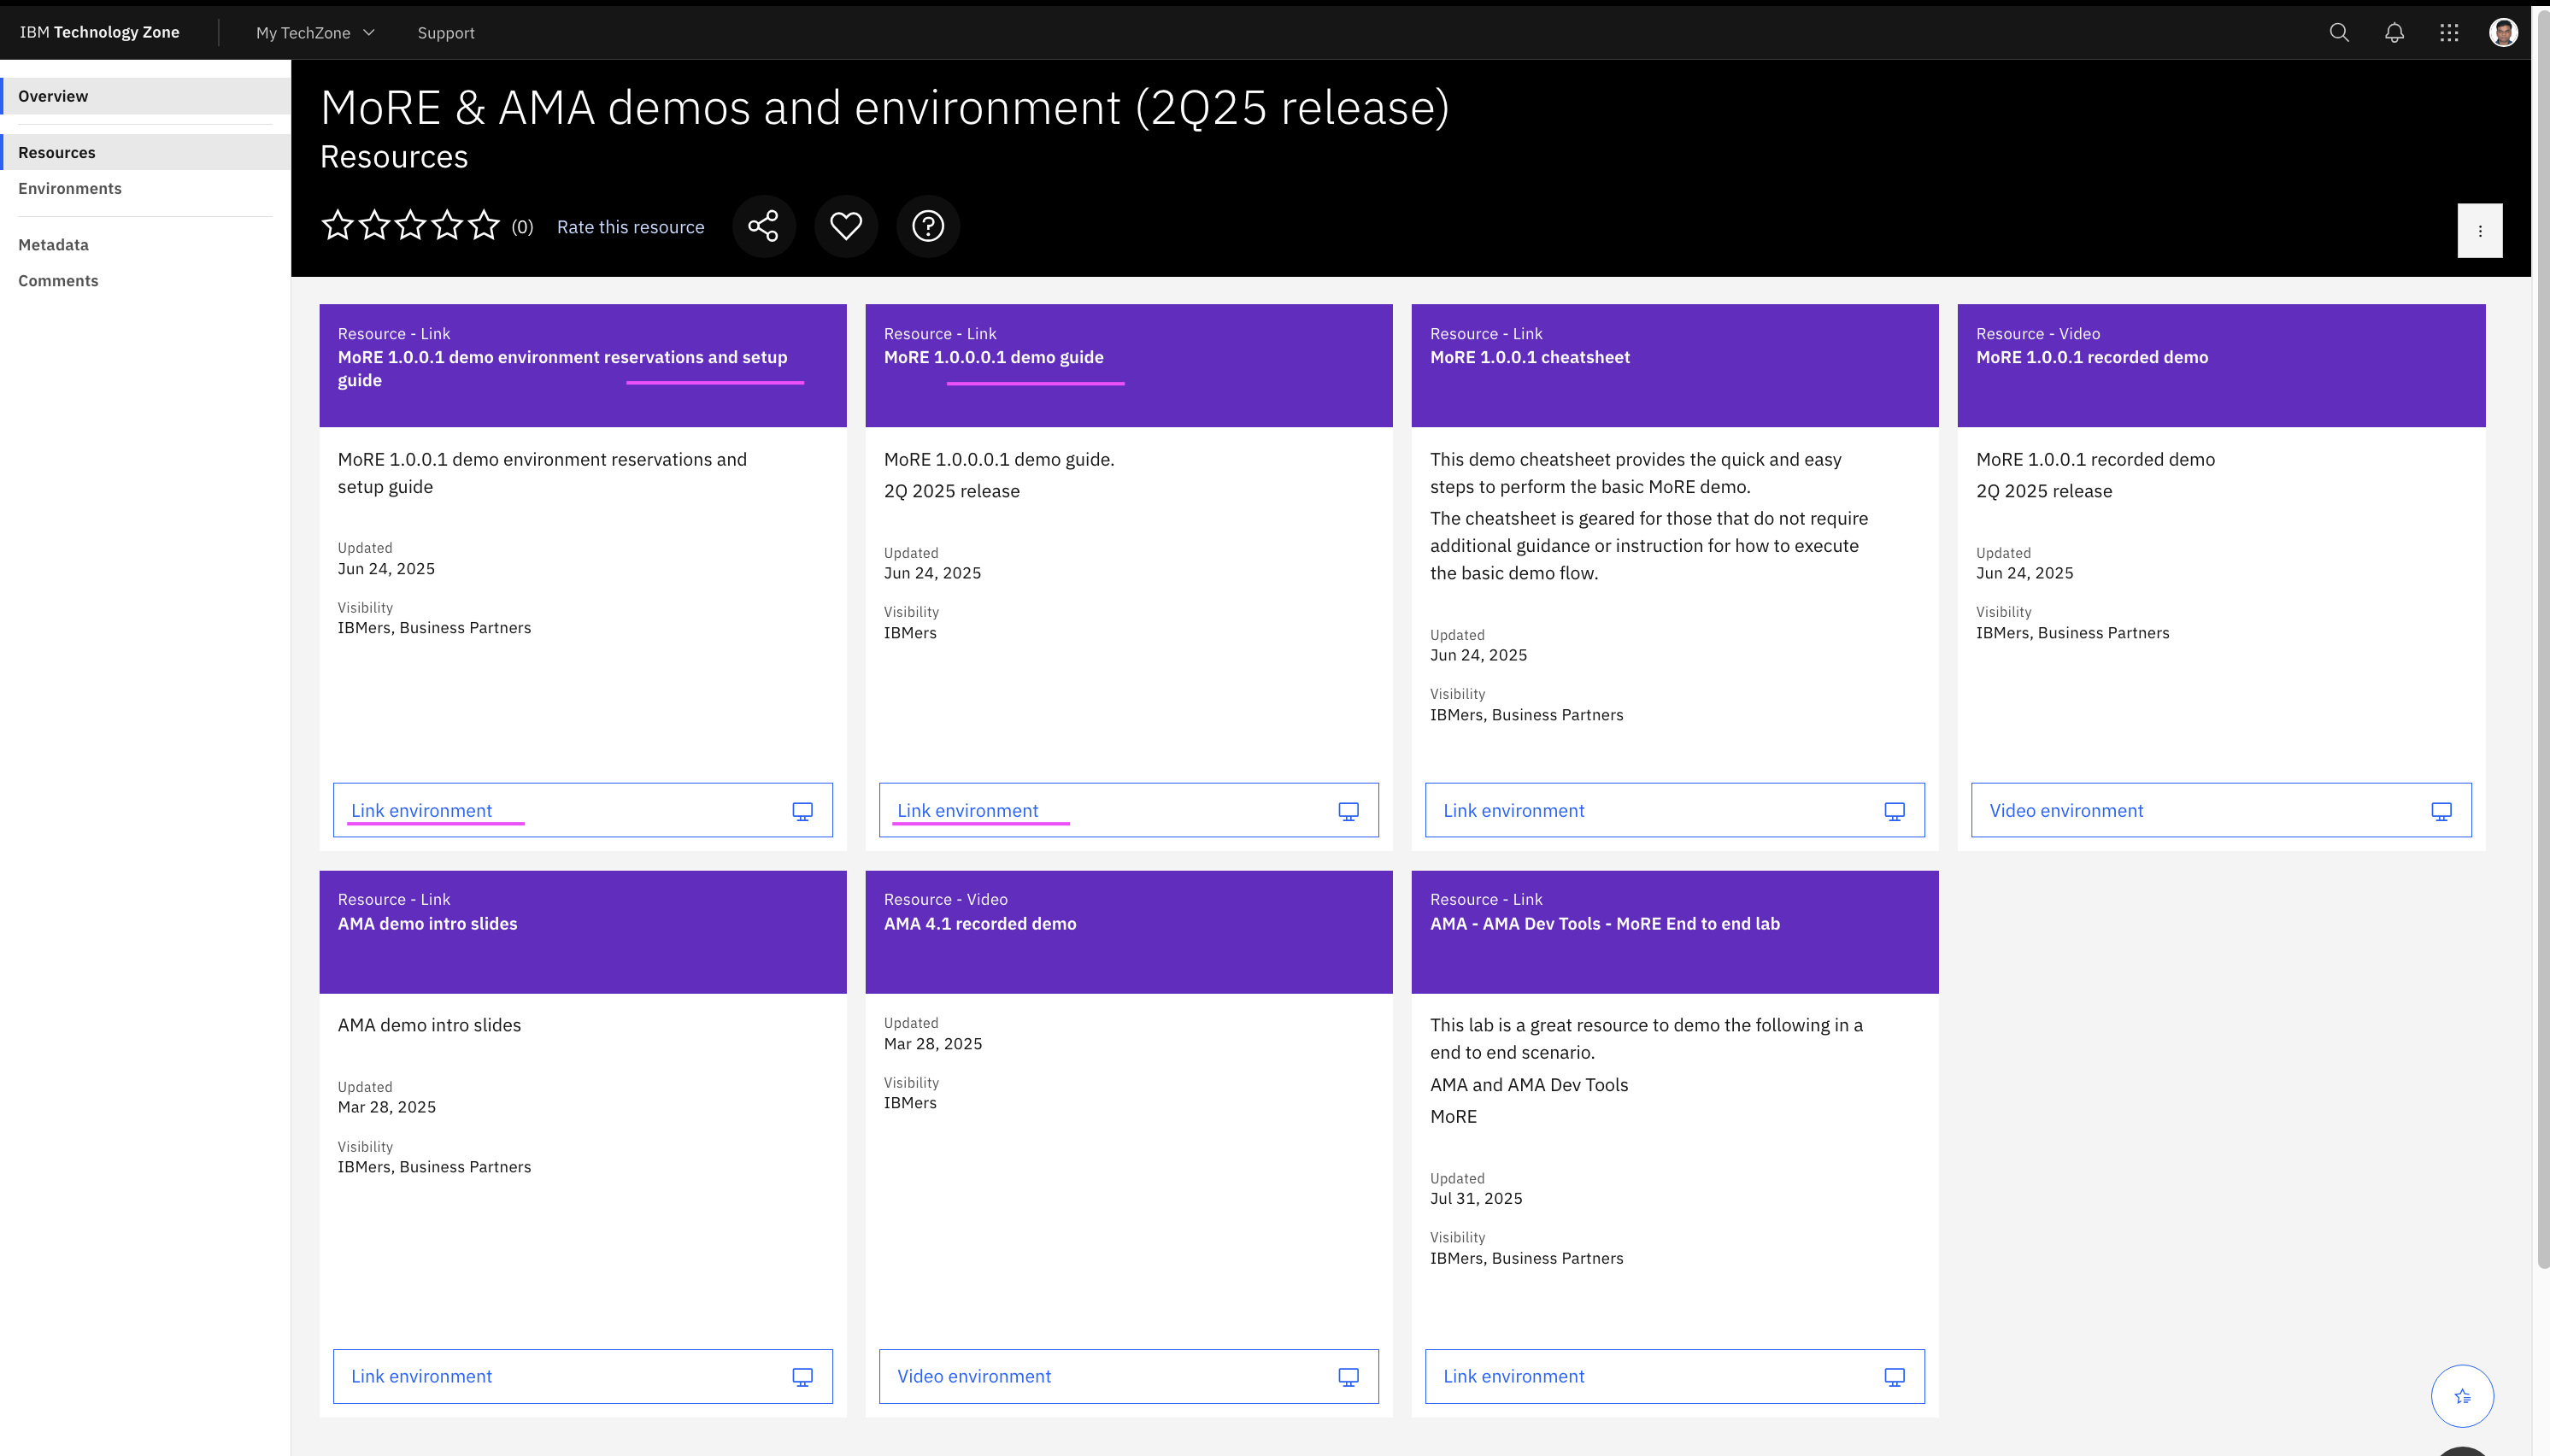 IBM Technology Zone
My TechZone
Support
Overview
Resources
Environments
Metadata
Comments
MoRE & AMA demos and environment (2Q25 release)
Resources
(0)
Rate this resource
Resource - Link
MoRE 1.0.0.1 demo environment reservations and setup
guide
MoRE 1.0.0.1 demo environment reservations and
setup guide
Updated
Jun 24, 2025
Visibility
IBMers, Business Partners
Link environment
Resource - Link
MoRE 1.0.0.0.1 demo guide
MoRE 1.0.0.0.1 demo guide.
2Q 2025 release
Updated
Jun 24, 2025
Visibility
IBMers
Link environment
Resource - Link
MoRE 1.0.0.1 cheatsheet
This demo cheatsheet provides the quick and easy
steps to perform the basic MoRE demo.
The cheatsheet is geared for those that do not require
additional guidance or instruction for how to execute
the basic demo flow.
Updated
Jun 24, 2025
Visibility
IBMers, Business Partners
Link environment
Resource - Video
MoRE 1.0.0.1 recorded demo
MoRE 1.0.0.1 recorded demo
2Q 2025 release
Updated
Jun 24, 2025
Visibility
IBMers, Business Partners
Video environment
Resource - Link
AMA demo intro slides
AMA demo intro slides
Updated
Mar 28, 2025
Visibility
IBMers, Business Partners
Link environment
Resource - Video
AMA 4.1 recorded demo
Updated
Mar 28, 2025
Visibility
IBMers
Video environment
Resource - Link
AMA - AMA Dev Tools - MoRE End to end lab
This lab is a great resource to demo the following in a
end to end scenario.
AMA and AMA Dev Tools
MoRE
Updated
Jul 31, 2025
Visibility
IBMers, Business Partners
Link environment